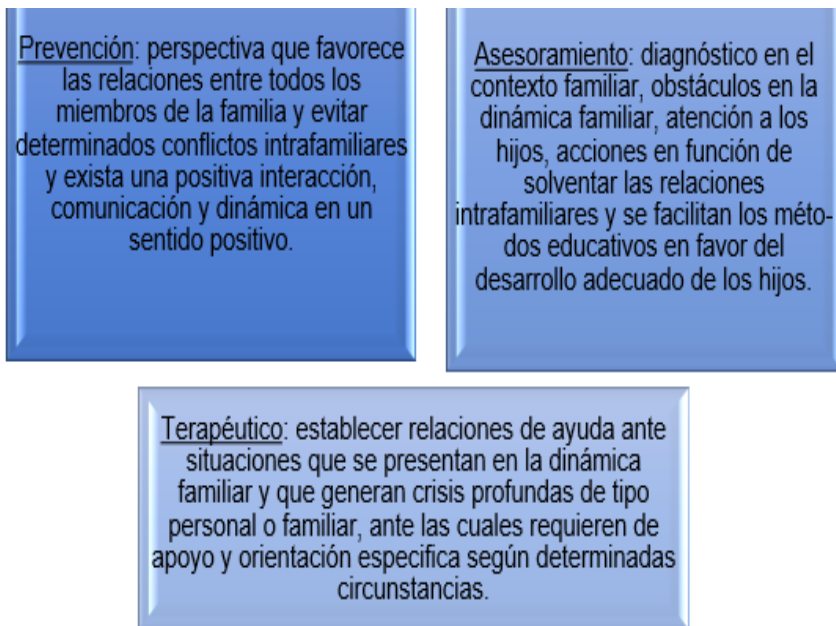 Prevención: perspectiva que favorece
las relaciones entre todos los
miembros de la familia y evitar
determinados conflictos intrafamiliares
y exista una positiva interacción,
comunicación y dinámica en un
sentido positivo.
Asesoramiento: diagnóstico en el
contexto familiar, obstáculos en la
dinámica familiar, atención a los
hijos, acciones en función de
solventar las relaciones
intrafamiliares y se facilitan los méto-
dos educativos en favor del
desarrollo adecuado de los hijos.
Terapéutico: establecer relaciones de ayuda ante
situaciones que se presentan en la dinámica
familiar y que generan crisis profundas de tipo
personal o familiar, ante las cuales requieren de
apoyo y orientación especifica según determinadas
circunstancias.